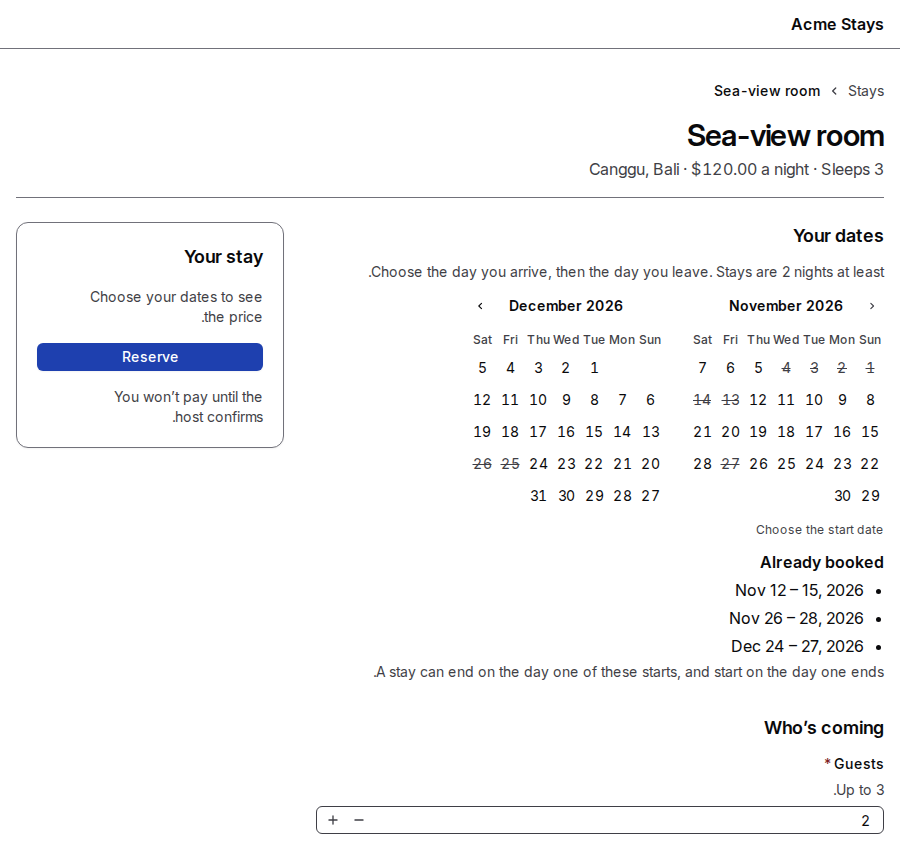 Acme Stays
Sea-view room › Stays
Sea-view room
Canggu, Bali · $120.00 a night · Sleeps 3
Your dates
.Choose the day you arrive, then the day you leave. Stays are 2 nights at least
November 2026
Sat Fri Thu Wed Tue Mon Sun
7 6 5 4 3 2 1
14 13 12 11 10 9 8
21 20 19 18 17 16 15
28 27 26 25 24 23 22
30 29
December 2026
Sat Fri Thu Wed Tue Mon Sun
5 4 3 2 1
12 11 10 9 8 7 6
19 18 17 16 15 14 13
26 25 24 23 22 21 20
31 30 29 28 27
Choose the start date
Already booked
Nov 12 – 15, 2026
Nov 26 – 28, 2026
Dec 24 – 27, 2026
.A stay can end on the day one of these starts, and start on the day one ends
Who’s coming
* Guests
.Up to 3
2
Your stay
Choose your dates to see
.the price
Reserve
You won’t pay until the
.host confirms